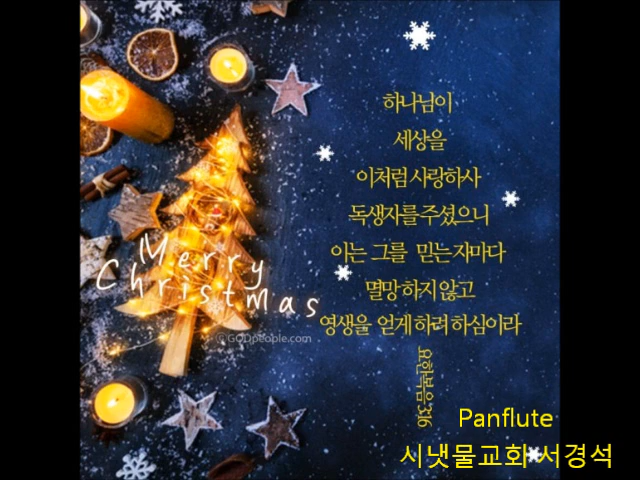 하나님이
세상을
이처럼 사랑하사
독생자를 주셨으니
이는 그를 믿는 자마다
멸망하지 않고
영생을 얻게 하려 하심이라
요한복음 3:16
Merry
Christmas
© GODpeople.com
Panflute
시냇물교회 서경석